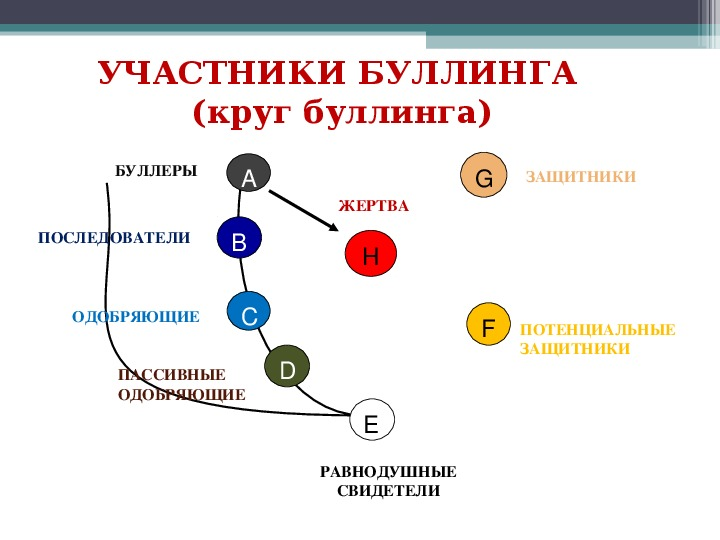 УЧАСТНИКИ БУЛЛИНГА
(круг буллинга)
БУЛЛЕРЫ
A
G
ЗАЩИТНИКИ
ЖЕРТВА
ПОСЛЕДОВАТЕЛИ
B
H
ОДОБРЯЮЩИЕ
C
F
ПОТЕНЦИАЛЬНЫЕ
ЗАЩИТНИКИ
ПАССИВНЫЕ
ОДОБРЯЮЩИЕ
D
E
РАВНОДУШНЫЕ
СВИДЕТЕЛИ